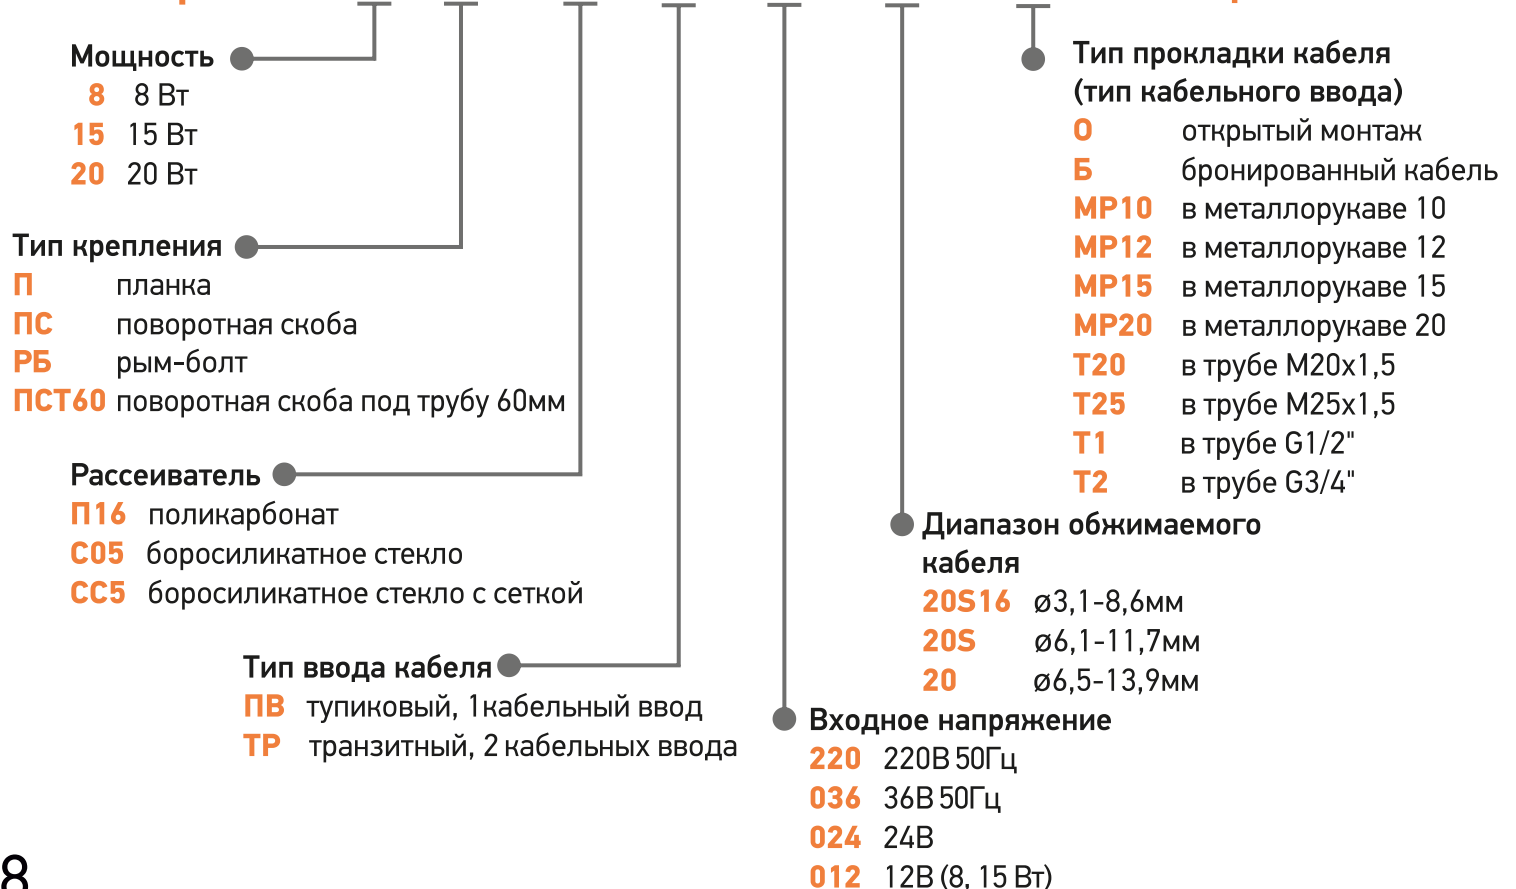 Мощность
8 8 Вт
15 15 Вт
20 20 Вт
Тип крепления
П планка
ПС поворотная скоба
РБ рым-болт
ПСТ60 поворотная скоба под трубу 60мм
Рассеиватель
П16 поликарбонат
С05 боросиликатное стекло
СС5 боросиликатное стекло с сеткой
Тип ввода кабеля
ПВ тупиковый, 1кабельный ввод
ТР транзитный, 2 кабельных ввода
Тип прокладки кабеля
(тип кабельного ввода)
О открытый монтаж
Б бронированный кабель
МР10 в металлорукаве 10
МР12 в металлорукаве 12
МР15 в металлорукаве 15
МР20 в металлорукаве 20
Т20 в трубе М20х1,5
Т25 в трубе М25х1,5
Т1 в трубе G1/2"
Т2 в трубе G3/4"
Диапазон обжимаемого
кабеля
20S16 ø3,1-8,6мм
20S ø6,1-11,7мм
20 ø6,5-13,9мм
Входное напряжение
220 220В 50Гц
036 36В 50Гц
024 24В
012 12В (8, 15 Вт)
8